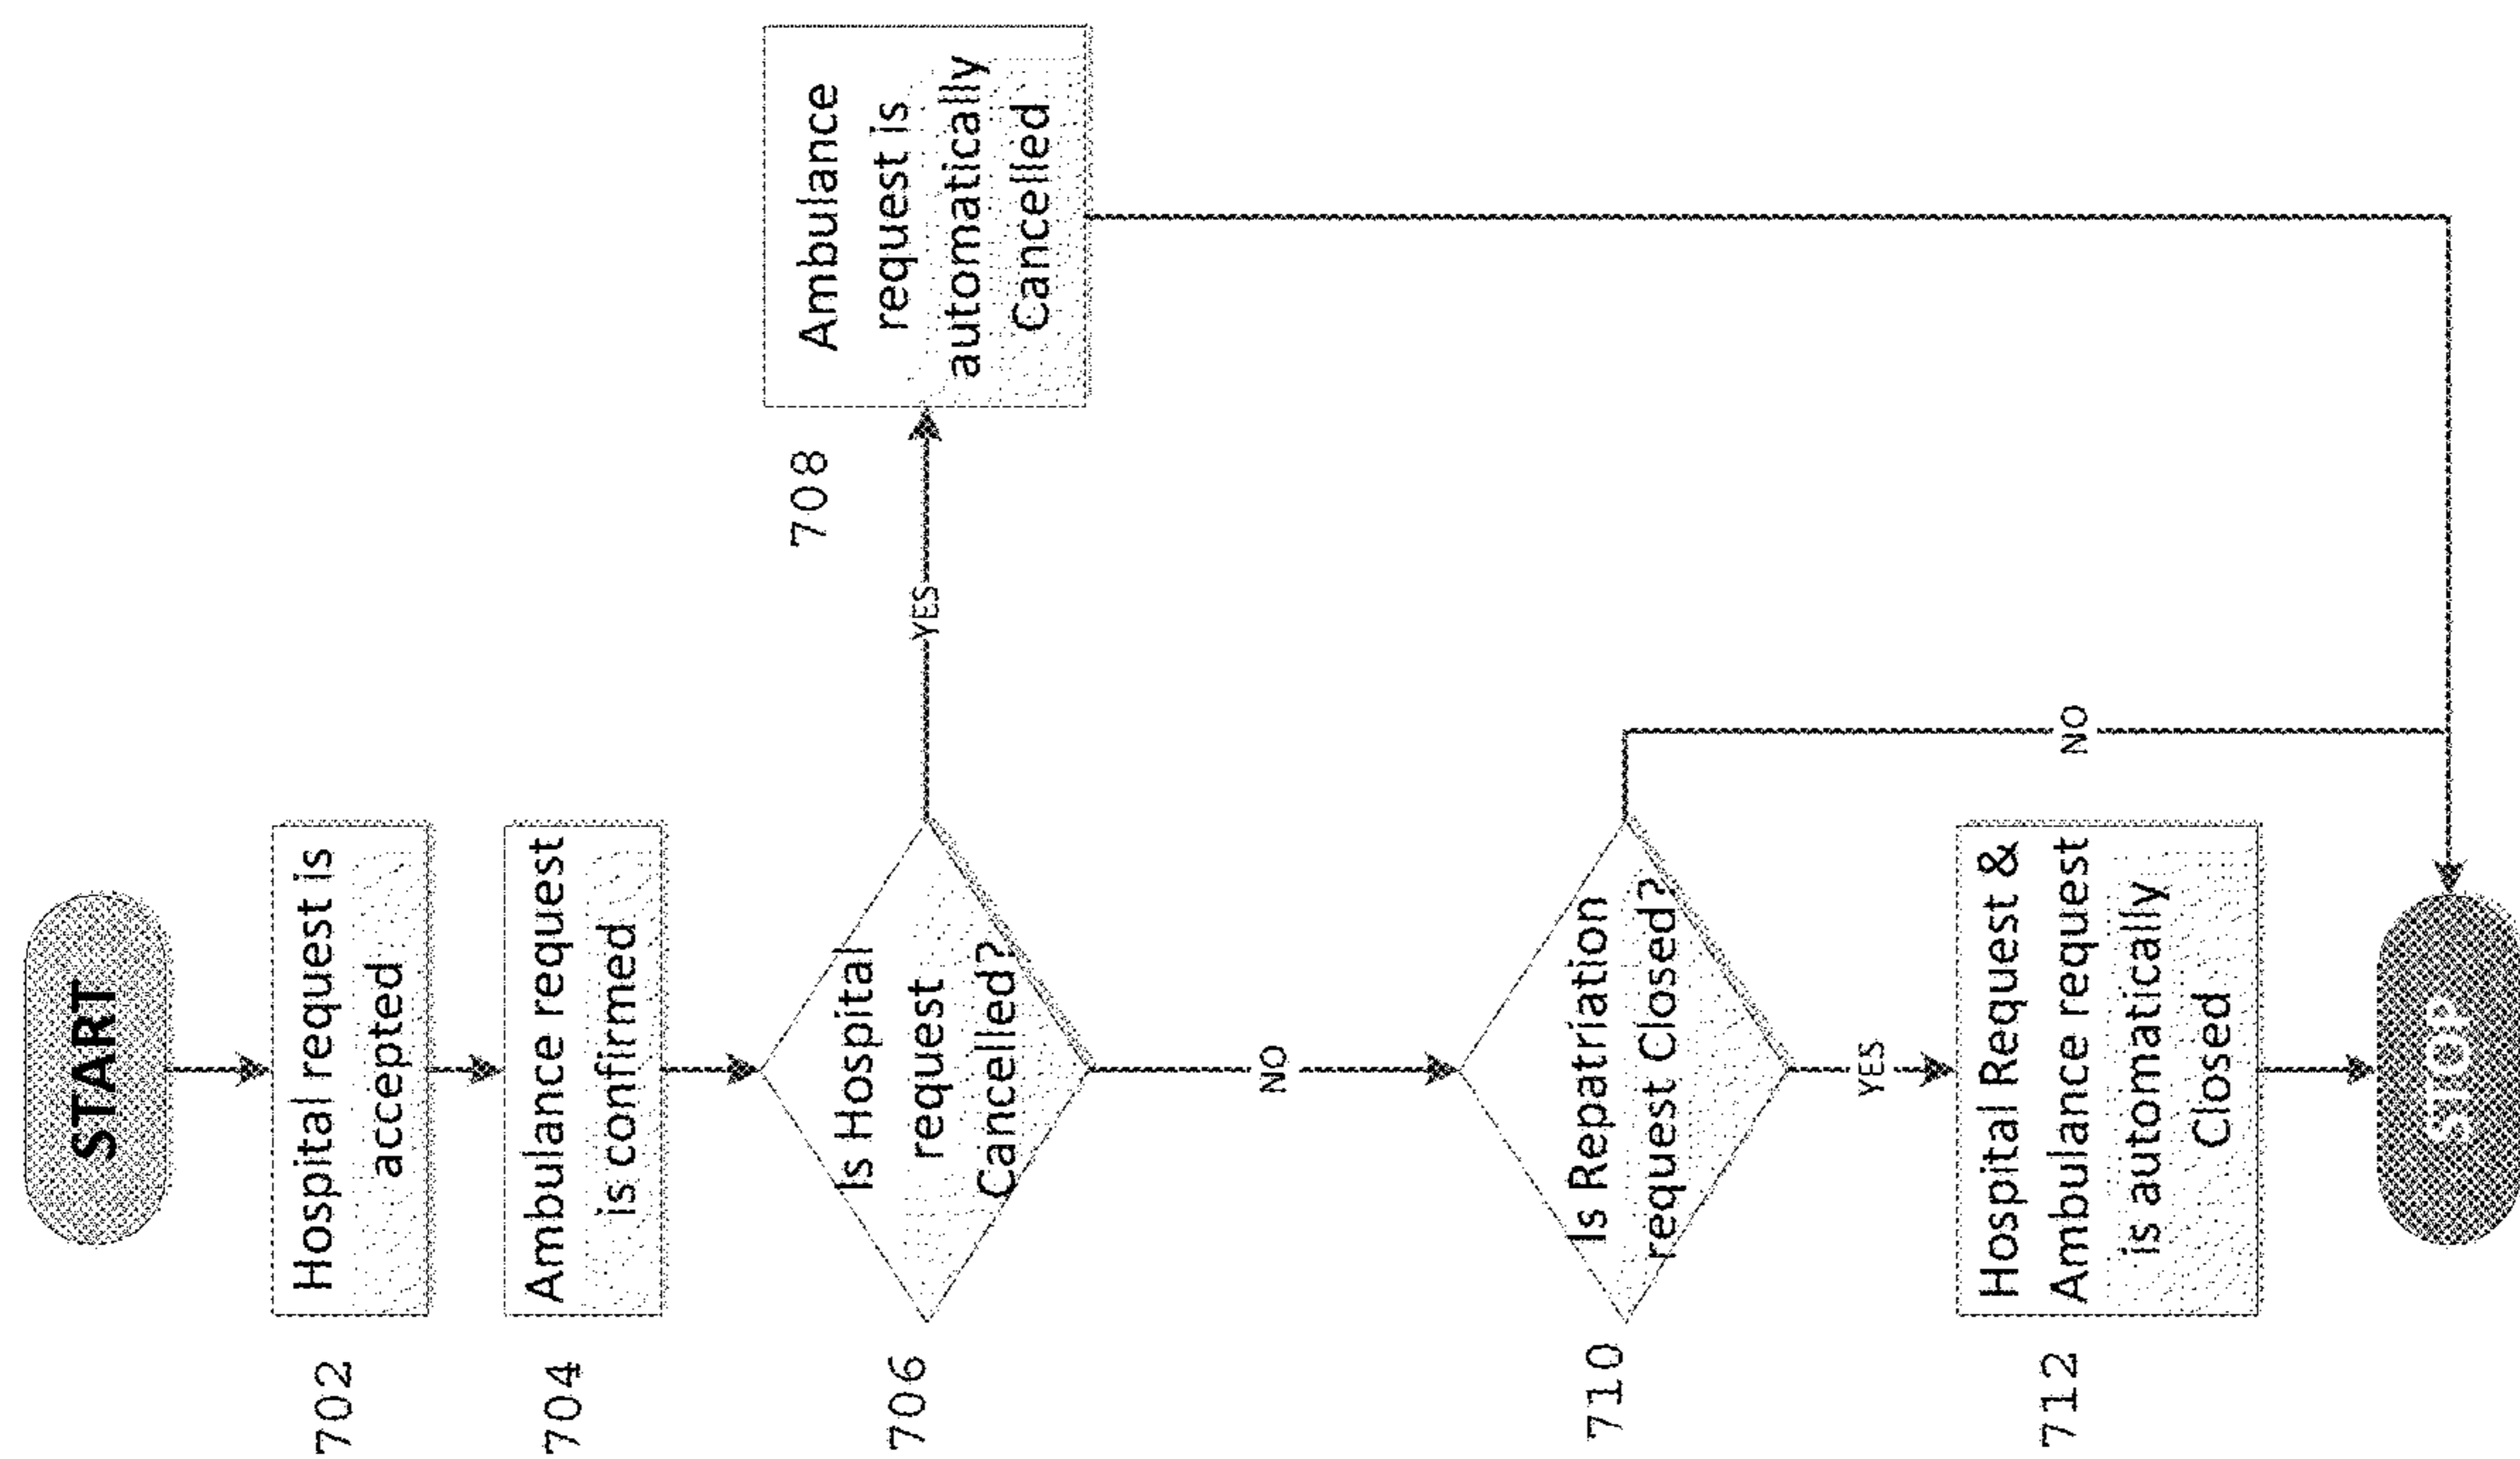 START
702
Hospital request is
accepted
704
Ambulance request
is confirmed
706
Is Hospital
request
Cancelled?
YES
708
Ambulance
request is
automatically
Cancelled
NO
710
Is Repatriation
request Closed?
NO
YES
712
Hospital Request &
Ambulance request
is automatically
Closed
STOP